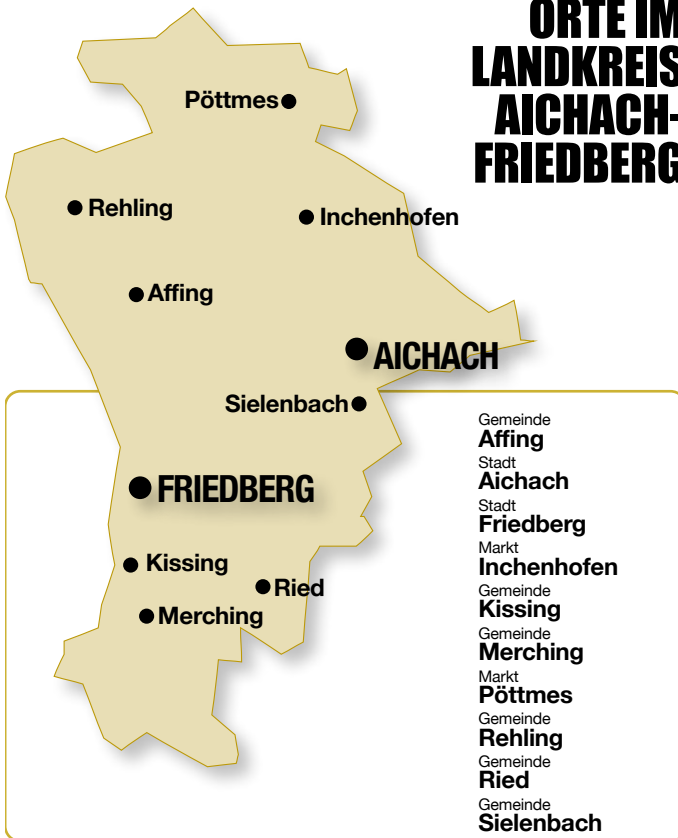 ORTE IM
LANDKREIS
AICHACH-
FRIEDBERG
Pöttmes
Rehling
Inchenhofen
Affing
AICHACH
Sielenbach
FRIEDBERG
Kissing
Ried
Merching
Gemeinde
Affing
Stadt
Aichach
Stadt
Friedberg
Markt
Inchenhofen
Gemeinde
Kissing
Gemeinde
Merching
Markt
Pöttmes
Gemeinde
Rehling
Gemeinde
Ried
Gemeinde
Sielenbach